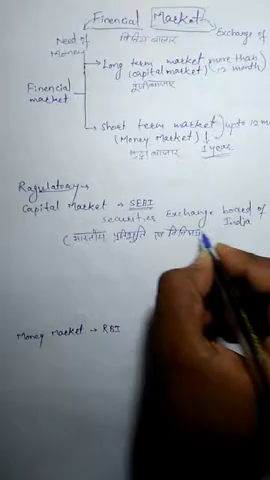 Financial Market
Need of Money
वित्तीय बाजार
Exchange of
Financial market
Long term market (capital market) more than 12 month
पूंजी बाजार
Short term market (Money Market) upto 12 m
1 year
मुद्रा बाजार
Regulatory
Capital Market → SEBI
securities Exchange board of India
(भारतीय प्रतिभूति एवं विनिमय
Money Market → RBI